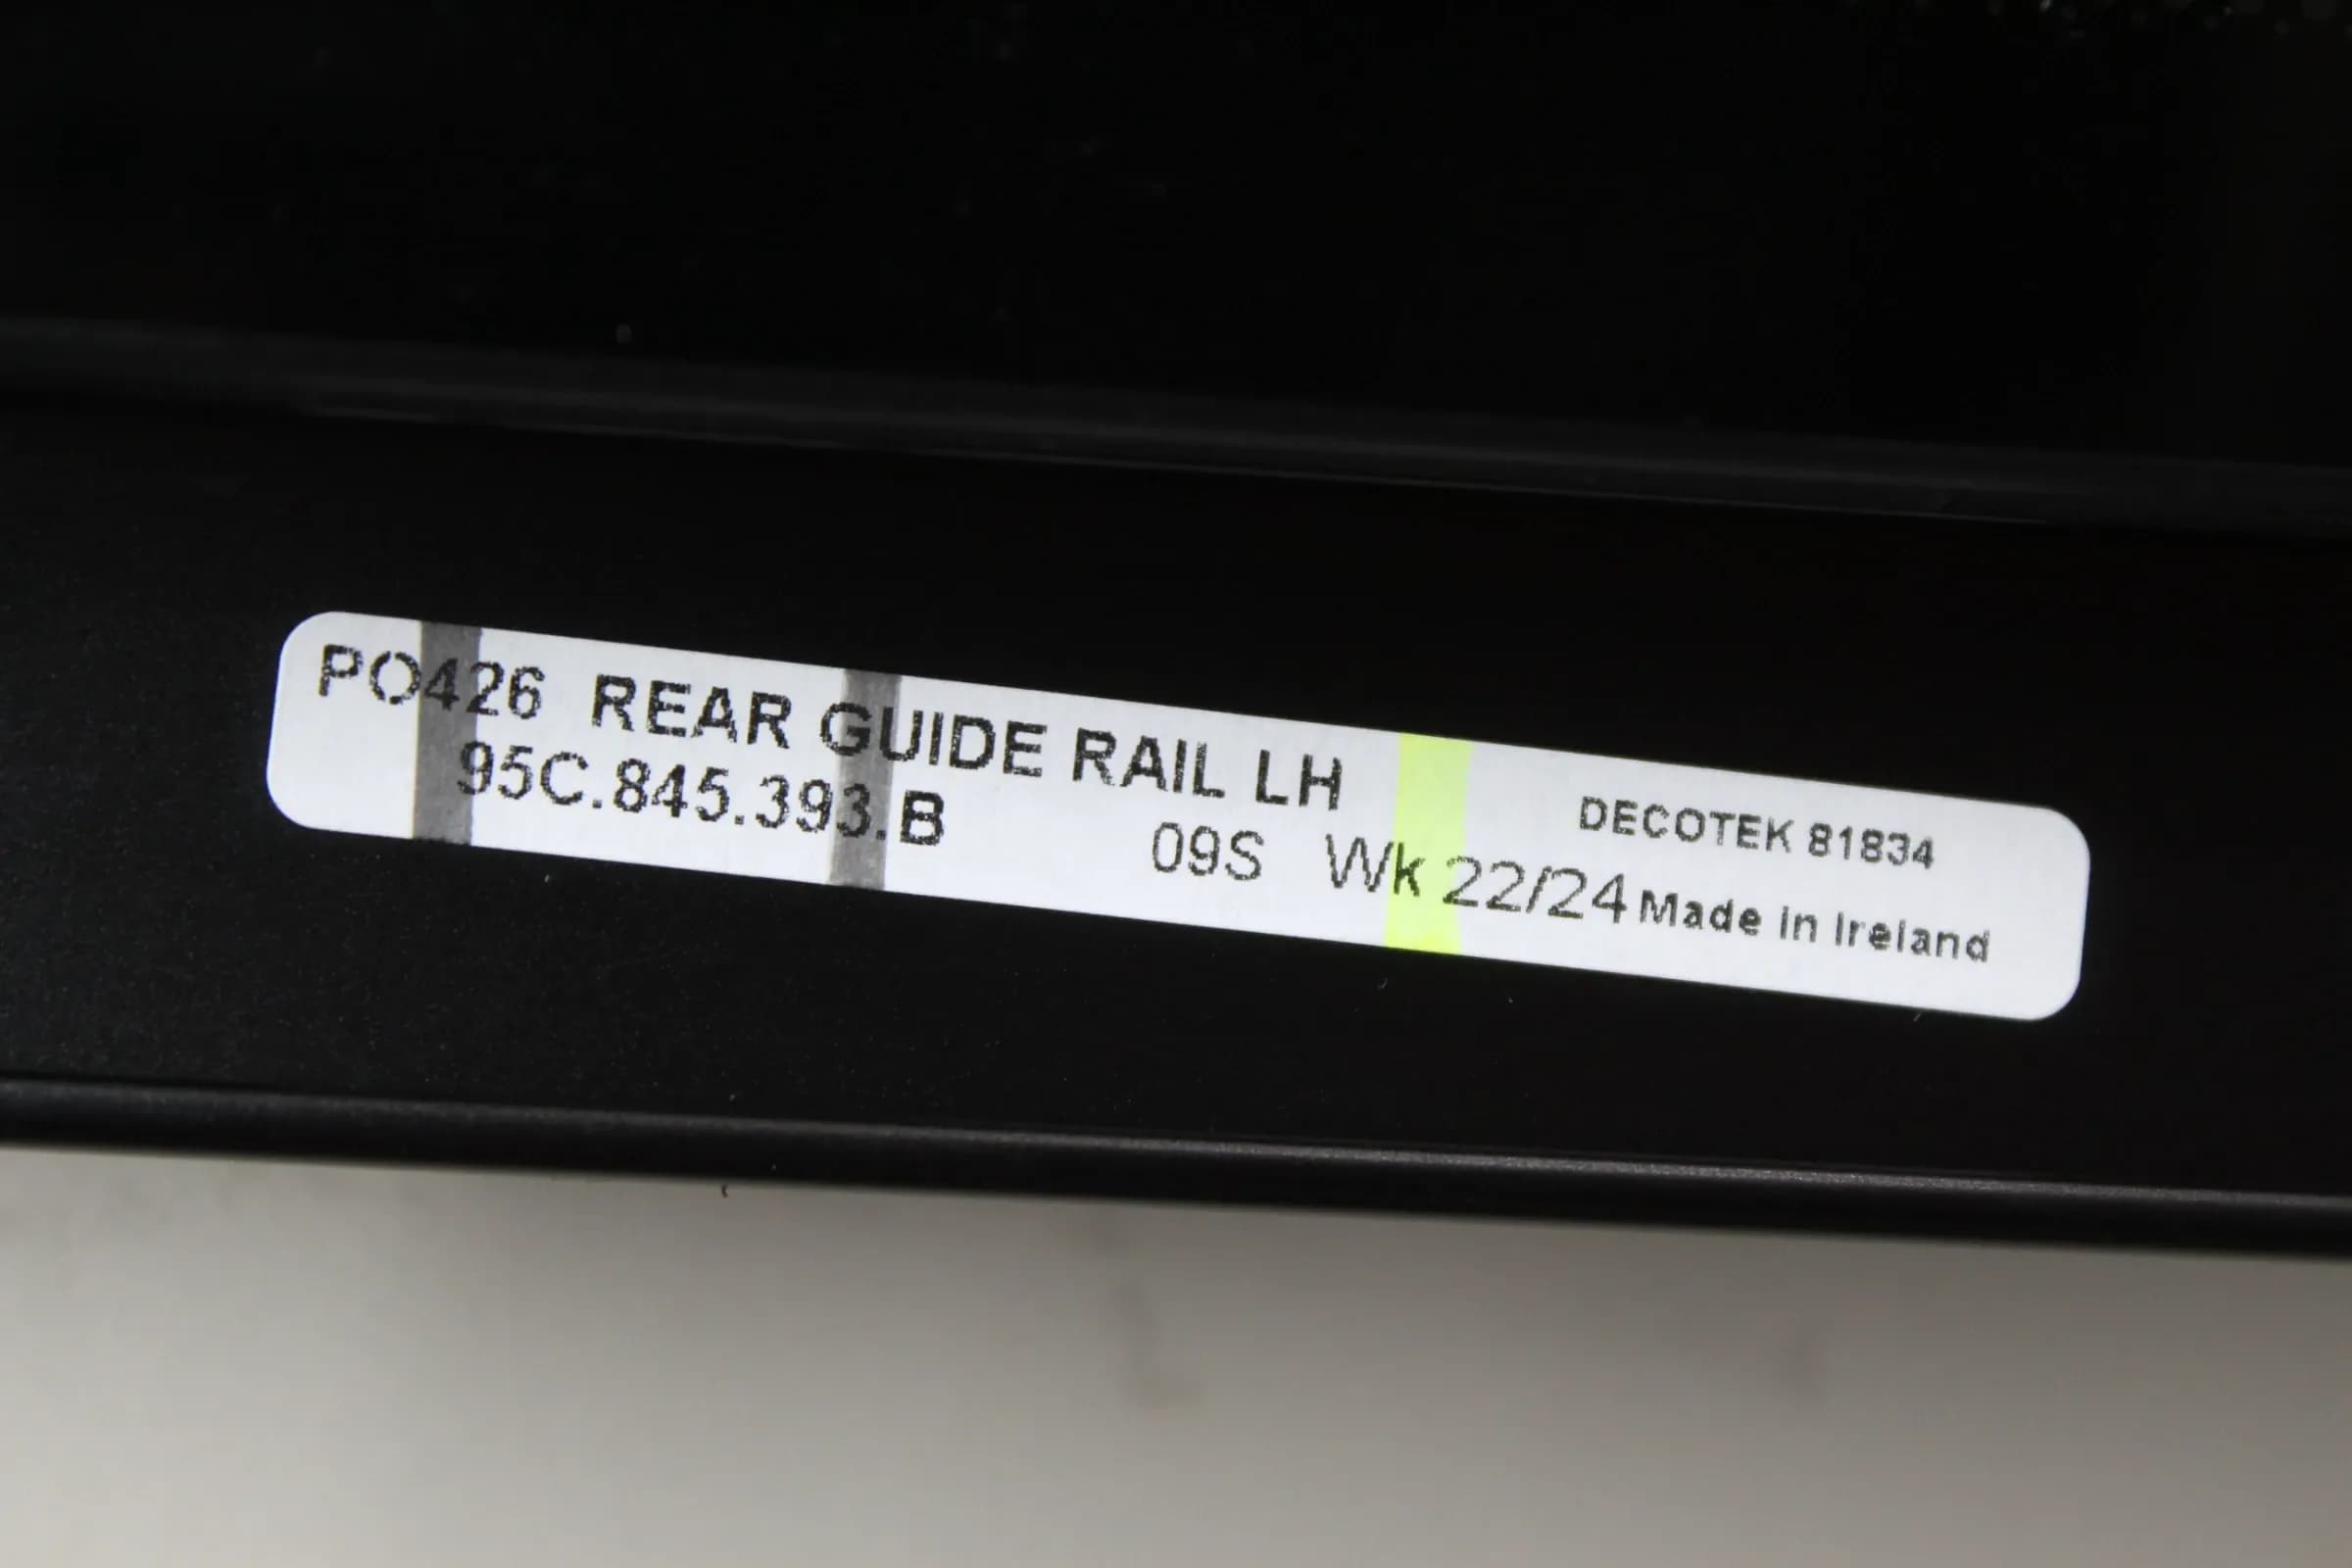 PO426 REAR GUIDE RAIL LH
95C.845.393.B
DECOTEK 81834
09S Wk 22/24 Made in Ireland